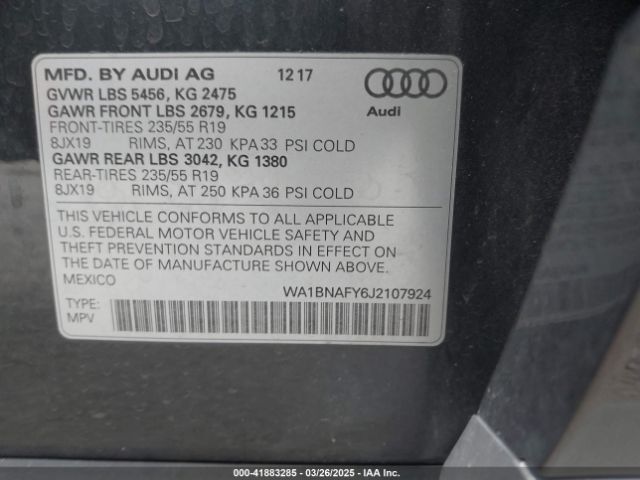 MFD. BY AUDI AG 12 17
GVWR LBS 5456, KG 2475
GAWR FRONT LBS 2679, KG 1215
FRONT-TIRES 235/55 R19
8JX19 RIMS, AT 230 KPA 33 PSI COLD
GAWR REAR LBS 3042, KG 1380
REAR-TIRES 235/55 R19
8JX19 RIMS, AT 250 KPA 36 PSI COLD
Audi
THIS VEHICLE CONFORMS TO ALL APPLICABLE
U.S. FEDERAL MOTOR VEHICLE SAFETY AND
THEFT PREVENTION STANDARDS IN EFFECT ON
THE DATE OF MANUFACTURE SHOWN ABOVE.
MEXICO
WA1BNAFY6J2107924
TYPE:
MPV
00-41883285 - 03/26/2025 - IAA Inc.